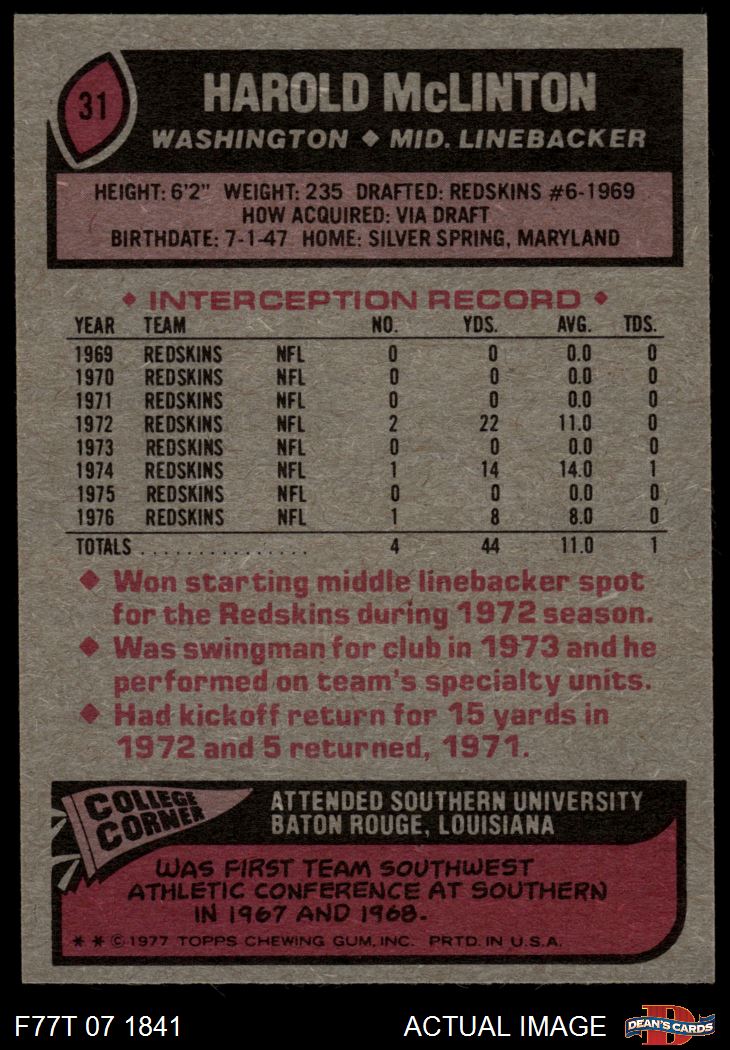 31
HAROLD McLINTON
WASHINGTON ◆ MID. LINEBACKER
HEIGHT: 6'2" WEIGHT: 235 DRAFTED: REDSKINS #6-1969
HOW ACQUIRED: VIA DRAFT
BIRTHDATE: 7-1-47 HOME: SILVER SPRING, MARYLAND
◆ INTERCEPTION RECORD ◆
YEAR TEAM NO. YDS. AVG. TDS.
1969 REDSKINS NFL 0 0 0.0 0
1970 REDSKINS NFL 0 0 0.0 0
1971 REDSKINS NFL 0 0 0.0 0
1972 REDSKINS NFL 2 22 11.0 0
1973 REDSKINS NFL 0 0 0.0 0
1974 REDSKINS NFL 1 14 14.0 1
1975 REDSKINS NFL 0 0 0.0 0
1976 REDSKINS NFL 1 8 8.0 0
TOTALS . . . . . . . . . . . . . . . . 4 44 11.0 1
◆ Won starting middle linebacker spot
for the Redskins during 1972 season.
◆ Was swingman for club in 1973 and he
performed on team's specialty units.
◆ Had kickoff return for 15 yards in
1972 and 5 returned, 1971.
COLLEGE
CORNER
ATTENDED SOUTHERN UNIVERSITY
BATON ROUGE, LOUISIANA
WAS FIRST TEAM SOUTHWEST
ATHLETIC CONFERENCE AT SOUTHERN
IN 1967 AND 1968.
* * © 1977 TOPPS CHEWING GUM, INC. PRTD. IN U.S.A.
F77T 07 1841
ACTUAL IMAGE
D
DEAN'S CARDS